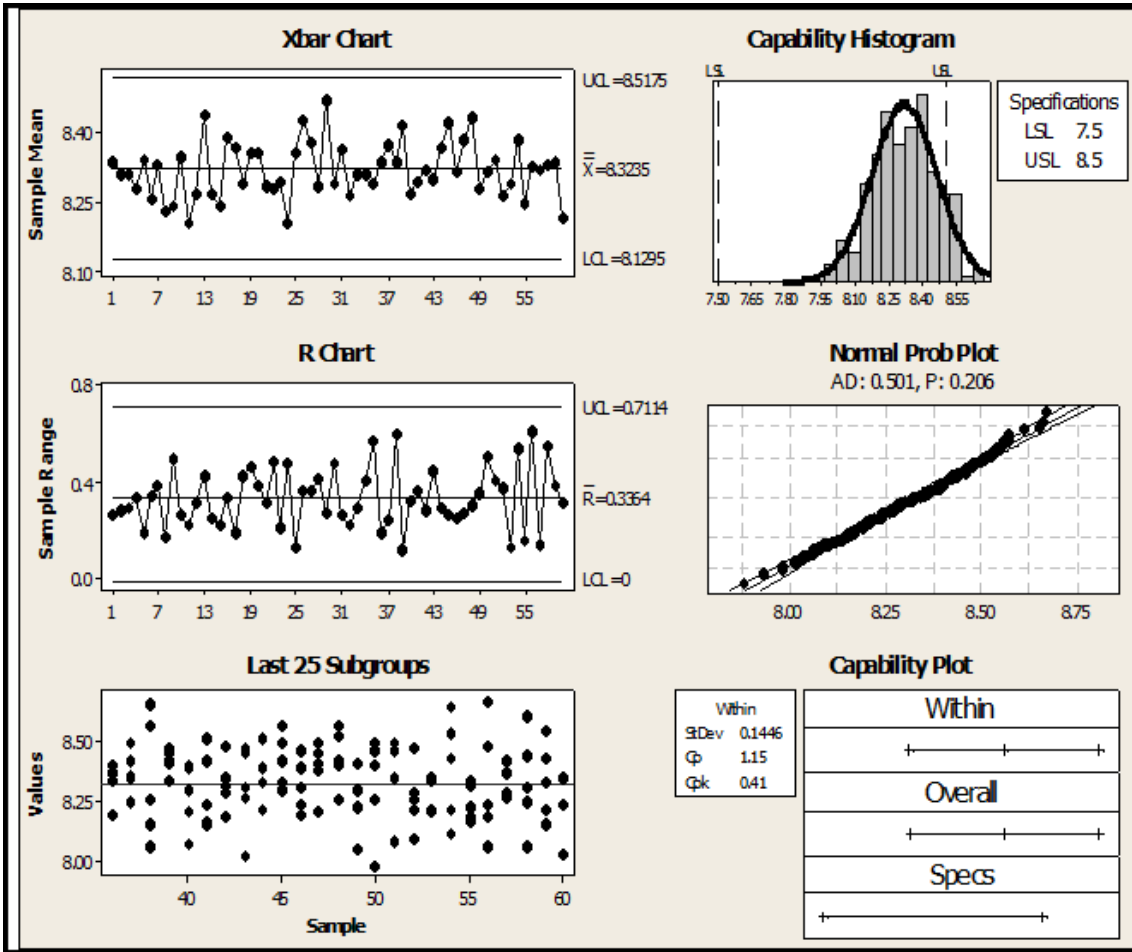 Xbar Chart
Sample Mean
8.40
8.25
8.10
1 7 13 19 25 31 37 43 49 55
UCL=8.5175
X=8.3235
LCL=8.1295
Capability Histogram
LSL USL
7.50 7.65 7.80 7.95 8.10 8.25 8.40 8.55
Specifications
LSL 7.5
USL 8.5
R Chart
Sample Range
0.8
0.4
0.0
1 7 13 19 25 31 37 43 49 55
UCL=0.7114
R=0.3364
LCL=0
Normal Prob Plot
AD: 0.501, P: 0.206
8.00 8.25 8.50 8.75
Last 25 Subgroups
Values
8.50
8.25
8.00
40 45 50 55 60
Sample
Capability Plot
Within
StDev 0.1446
Cp 1.15
Cpk 0.41
Within
Overall
Specs